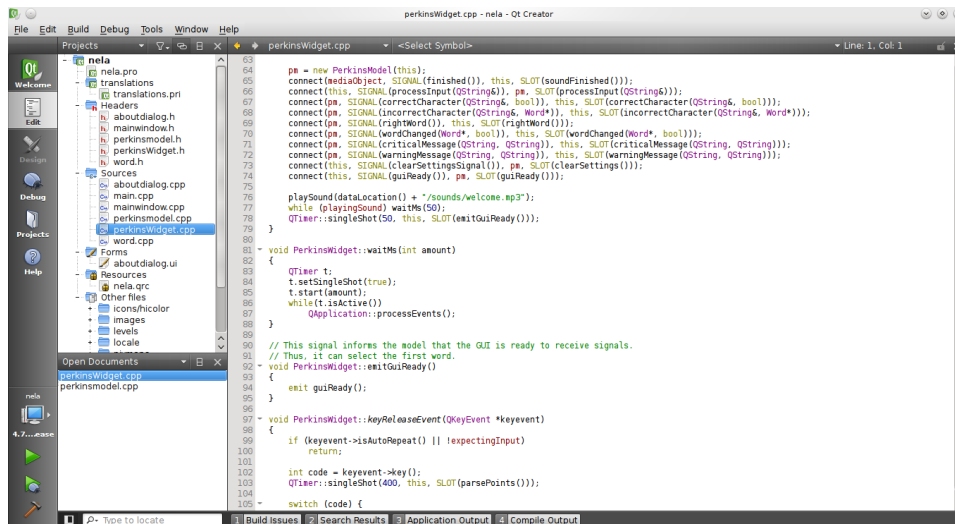 perkinsWidget.cpp - nela - Qt Creator
File Edit Build Debug Tools Window Help
Projects
perkinsWidget.cpp
<Select Symbol>
Line: 1, Col: 1
Welcome
Edit
Design
Debug
Projects
Help
nela
4.7....ease
nela
nela.pro
translations
translations.pri
Headers
aboutdialog.h
mainwindow.h
perkinsmodel.h
perkinsWidget.h
word.h
Sources
aboutdialog.cpp
main.cpp
mainwindow.cpp
perkinsmodel.cpp
perkinsWidget.cpp
word.cpp
Forms
aboutdialog.ui
Resources
nela.qrc
Other files
icons/hicolor
images
levels
locale
Open Documents
perkinsWidget.cpp
perkinsmodel.cpp
63
64 pm = new PerkinsModel(this);
65 connect(mediaObject, SIGNAL(finished()), this, SLOT(soundFinished()));
66 connect(this, SIGNAL(processInput(QString&)), pm, SLOT(processInput(QString&)));
67 connect(pm, SIGNAL(correctCharacter(QString&, bool)), this, SLOT(correctCharacter(QString&, bool)));
68 connect(pm, SIGNAL(incorrectCharacter(QString&, Word*)), this, SLOT(incorrectCharacter(QString&, Word*)));
69 connect(pm, SIGNAL(rightWord()), this, SLOT(rightWord()));
70 connect(pm, SIGNAL(wordChanged(Word*, bool)), this, SLOT(wordChanged(Word*, bool)));
71 connect(pm, SIGNAL(criticalMessage(QString, QString)), this, SLOT(criticalMessage(QString, QString)));
72 connect(pm, SIGNAL(warningMessage(QString, QString)), this, SLOT(warningMessage(QString, QString)));
73 connect(this, SIGNAL(clearSettingsSignal()), pm, SLOT(clearSettings()));
74 connect(this, SIGNAL(guiReady()), pm, SLOT(guiReady()));
75
76 playSound(dataLocation() + "/sounds/welcome.mp3");
77 while (playingSound) waitMs(50);
78 QTimer::singleShot(50, this, SLOT(emitGuiReady()));
79 }
80
81 void PerkinsWidget::waitMs(int amount)
82 {
83 QTimer t;
84 t.setSingleShot(true);
85 t.start(amount);
86 while(t.isActive())
87 QApplication::processEvents();
88 }
89
90 // This signal informs the model that the GUI is ready to receive signals.
91 // Thus, it can select the first word.
92 void PerkinsWidget::emitGuiReady()
93 {
94 emit guiReady();
95 }
96
97 void PerkinsWidget::keyReleaseEvent(QKeyEvent *keyevent)
98 {
99 if (keyevent->isAutoRepeat() || !expectingInput)
100 return;
101
102 int code = keyevent->key();
103 QTimer::singleShot(400, this, SLOT(parsePoints()));
104
105 switch (code) {
Type to locate
1 Build Issues 2 Search Results 3 Application Output 4 Compile Output